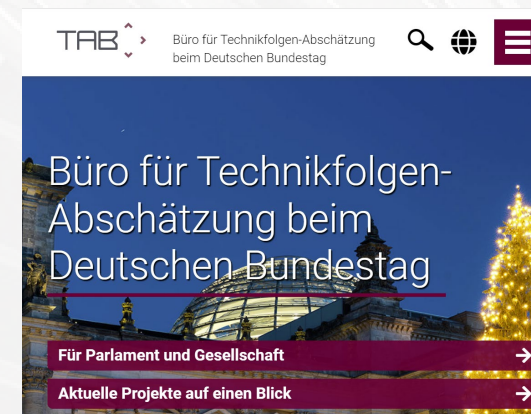 TAB
Büro für Technikfolgen-Abschätzung
beim Deutschen Bundestag
Büro für Technikfolgen-
Abschätzung beim
Deutschen Bundestag
Für Parlament und Gesellschaft
Aktuelle Projekte auf einen Blick